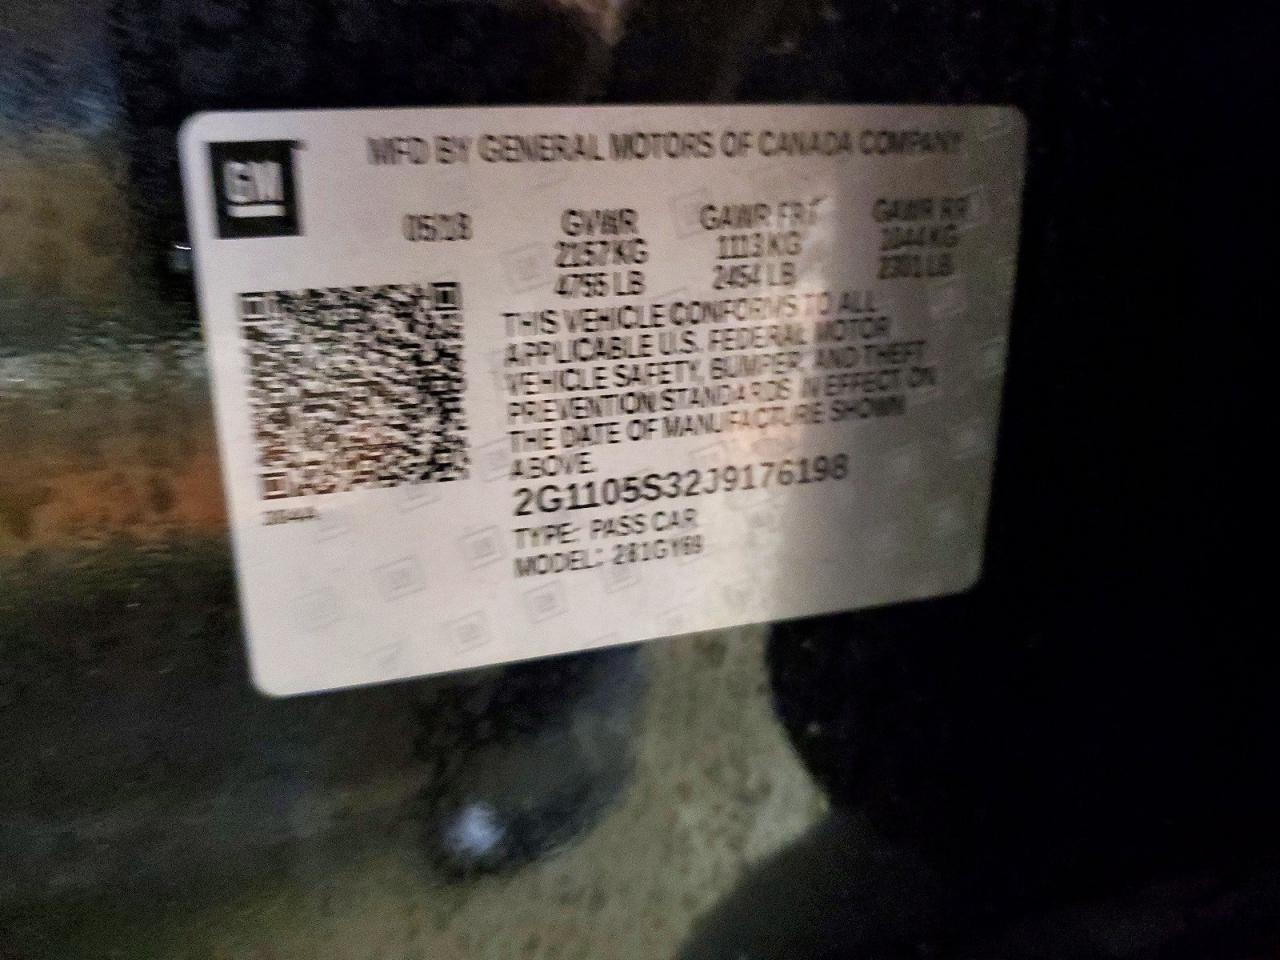 GM
MFD BY GENERAL MOTORS OF CANADA COMPANY
05/18 GVWR GAWR FRT GAWR RR
2157 KG 1113 KG 1044 KG
4755 LB 2454 LB 2301 LB
THIS VEHICLE CONFORMS TO ALL
APPLICABLE U.S. FEDERAL MOTOR
VEHICLE SAFETY, BUMPER, AND THEFT
PREVENTION STANDARDS IN EFFECT ON
THE DATE OF MANUFACTURE SHOWN
ABOVE.
2G1105S32J9176198
TYPE: PASS CAR
MODEL: